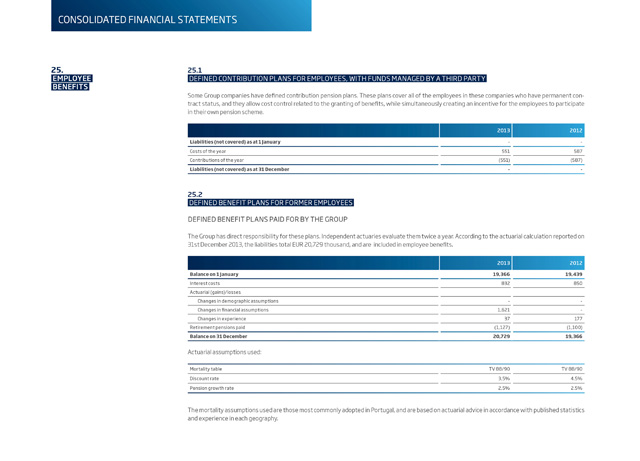 CONSOLIDATED FINANCIAL STATEMENTS
25.
EMPLOYEE
BENEFITS
25.1
DEFINED CONTRIBUTION PLANS FOR EMPLOYEES, WITH FUNDS MANAGED BY A THIRD PARTY
Some Group companies have defined contribution pension plans. These plans cover all of the employees in these companies who have permanent con-
tract status, and they allow cost control related to the granting of benefits, while simultaneously creating an incentive for the employees to participate
in their own pension scheme.
2013 2012
Liabilities (not covered) as at 1 January - -
Costs of the year 551 587
Contributions of the year (551) (587)
Liabilities (not covered) as at 31 December - -
25.2
DEFINED BENEFIT PLANS FOR FORMER EMPLOYEES
DEFINED BENEFIT PLANS PAID FOR BY THE GROUP
The Group has direct responsibility for these plans. Independent actuaries evaluate them twice a year. According to the actuarial calculation reported on
31st December 2013, the liabilities total EUR 20,729 thousand, and are included in employee benefits.
2013 2012
Balance on 1 January 19,366 19,439
Interest costs 892 860
Actuarial (gains)/losses
Changes in demographic assumptions - -
Changes in financial assumptions 1,621 -
Changes in experience 97 177
Retirement pensions paid (1,127) (1,100)
Balance on 31 December 20,729 19,366
Actuarial assumptions used:
Mortality table TV 88/90 TV 88/90
Discount rate 3.5% 4.5%
Pension growth rate 2.5% 2.5%
The mortality assumptions used are those most commonly adopted in Portugal, and are based on actuarial advice in accordance with published statistics
and experience in each geography.